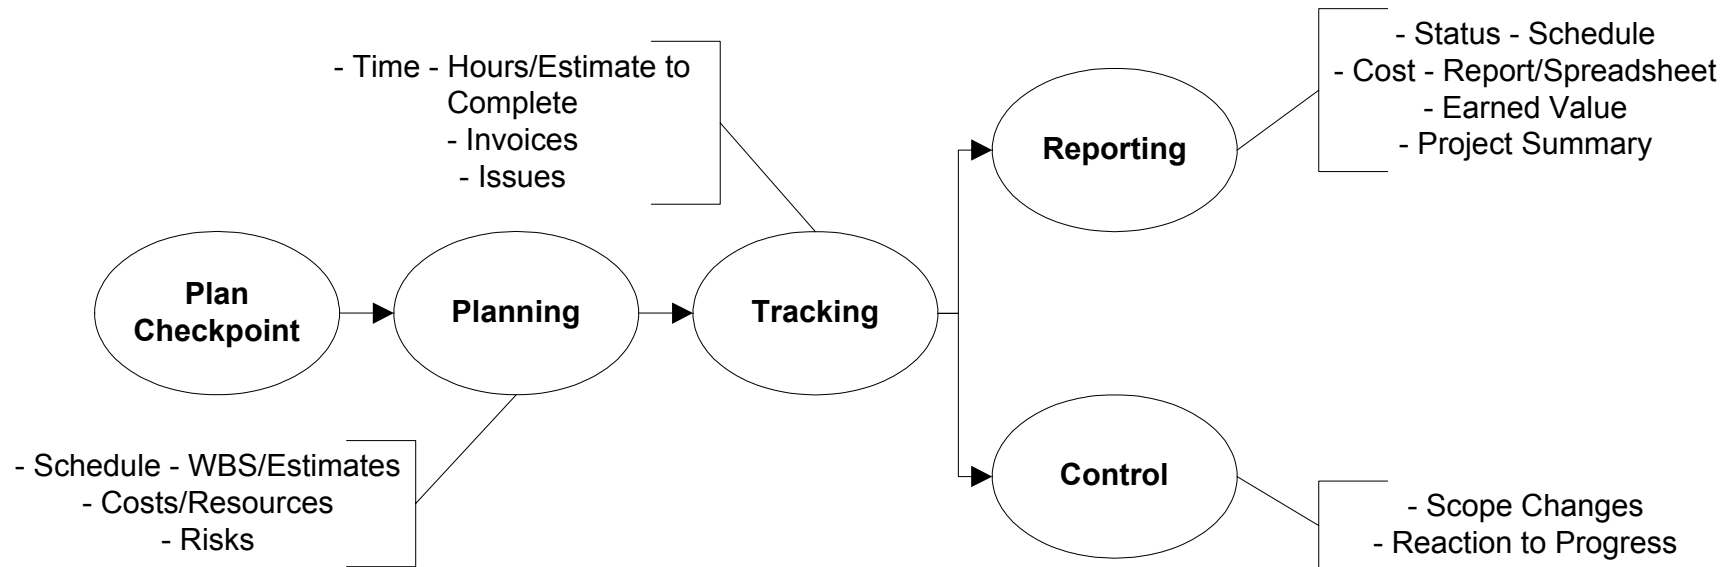 - Time - Hours/Estimate to
Complete
- Invoices
- Issues
- Status - Schedule
- Cost - Report/Spreadsheet
- Earned Value
- Project Summary
Reporting
Plan
Checkpoint
Planning
Tracking
- Schedule - WBS/Estimates
- Costs/Resources
- Risks
Control
- Scope Changes
- Reaction to Progress